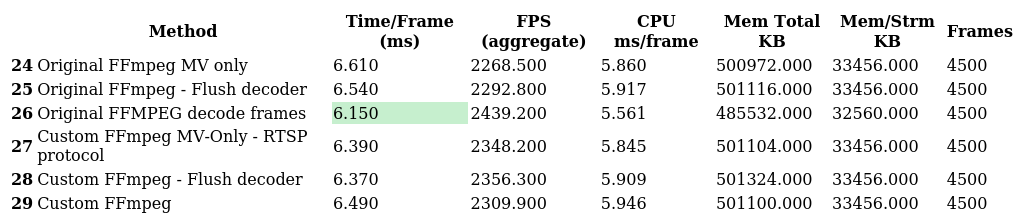 Method Time/Frame (ms) FPS (aggregate) CPU ms/frame Mem Total KB Mem/Strm KB Frames
24 Original FFmpeg MV only 6.610 2268.500 5.860 500972.000 33456.000 4500
25 Original FFmpeg - Flush decoder 6.540 2292.800 5.917 501116.000 33456.000 4500
26 Original FFMPEG decode frames 6.150 2439.200 5.561 485532.000 32560.000 4500
27 Custom FFmpeg MV-Only - RTSP protocol 6.390 2348.200 5.845 501104.000 33456.000 4500
28 Custom FFmpeg - Flush decoder 6.370 2356.300 5.909 501324.000 33456.000 4500
29 Custom FFmpeg 6.490 2309.900 5.946 501100.000 33456.000 4500